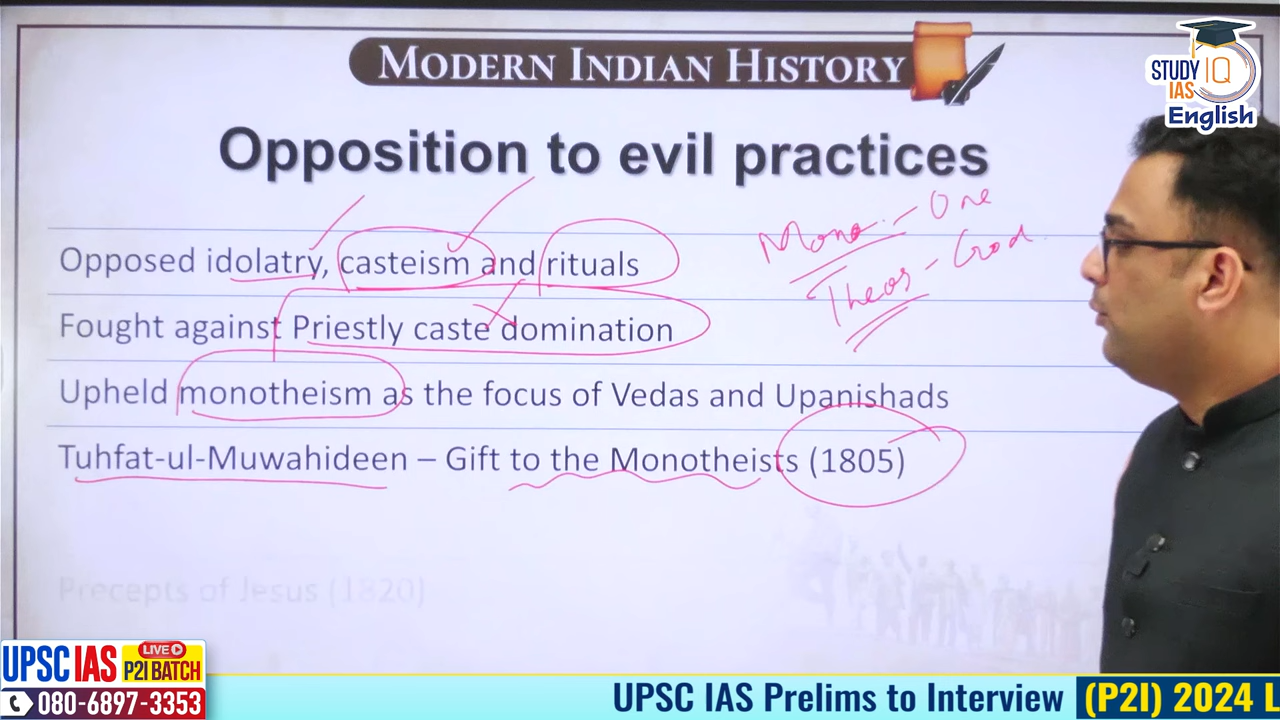 MODERN INDIAN HISTORY
STUDY IQ
IAS
English
Opposition to evil practices
Mono - One
Theos - God
Opposed idolatry, casteism and rituals
Fought against Priestly caste domination
Upheld monotheism as the focus of Vedas and Upanishads
Tuhfat-ul-Muwahideen – Gift to the Monotheists (1805)
Precepts of Jesus (1820)
UPSC IAS LIVE P2I BATCH
080-6897-3353
UPSC IAS Prelims to Interview (P2I) 2024 L